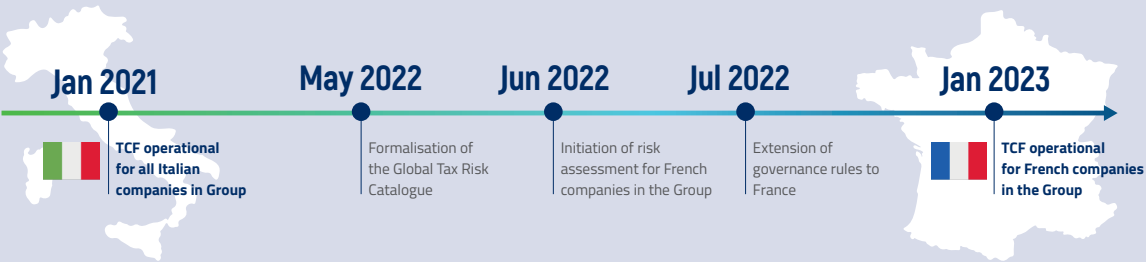 Jan 2021
TCF operational
for all Italian
companies in Group
May 2022
Formalisation of
the Global Tax Risk
Catalogue
Jun 2022
Initiation of risk
assessment for French
companies in the Group
Jul 2022
Extension of
governance rules to
France
Jan 2023
TCF operational
for French companies
in the Group